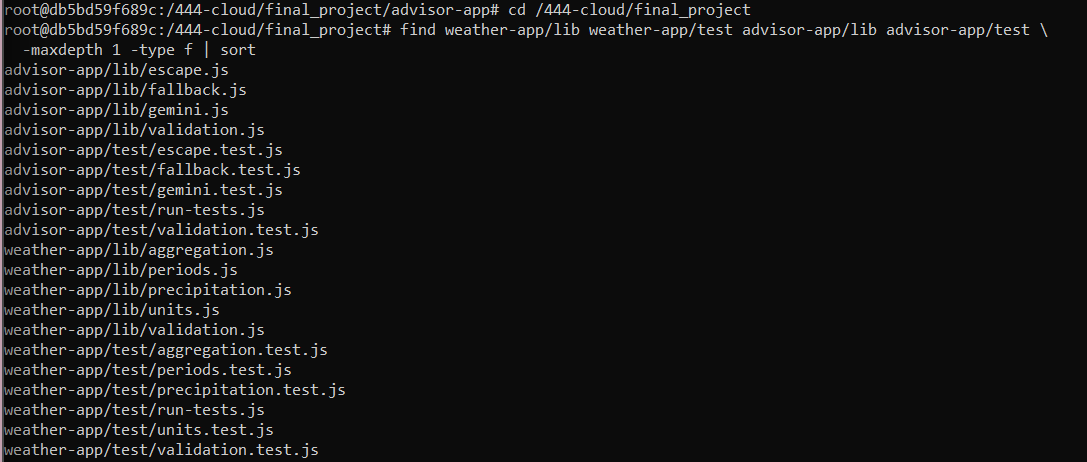 root@db5bd59f689c:/444-cloud/final_project/advisor-app# cd /444-cloud/final_project
root@db5bd59f689c:/444-cloud/final_project# find weather-app/lib weather-app/test advisor-app/lib advisor-app/test \
  -maxdepth 1 -type f | sort
advisor-app/lib/escape.js
advisor-app/lib/fallback.js
advisor-app/lib/gemini.js
advisor-app/lib/validation.js
advisor-app/test/escape.test.js
advisor-app/test/fallback.test.js
advisor-app/test/gemini.test.js
advisor-app/test/run-tests.js
advisor-app/test/validation.test.js
weather-app/lib/aggregation.js
weather-app/lib/periods.js
weather-app/lib/precipitation.js
weather-app/lib/units.js
weather-app/lib/validation.js
weather-app/test/aggregation.test.js
weather-app/test/periods.test.js
weather-app/test/precipitation.test.js
weather-app/test/run-tests.js
weather-app/test/units.test.js
weather-app/test/validation.test.js